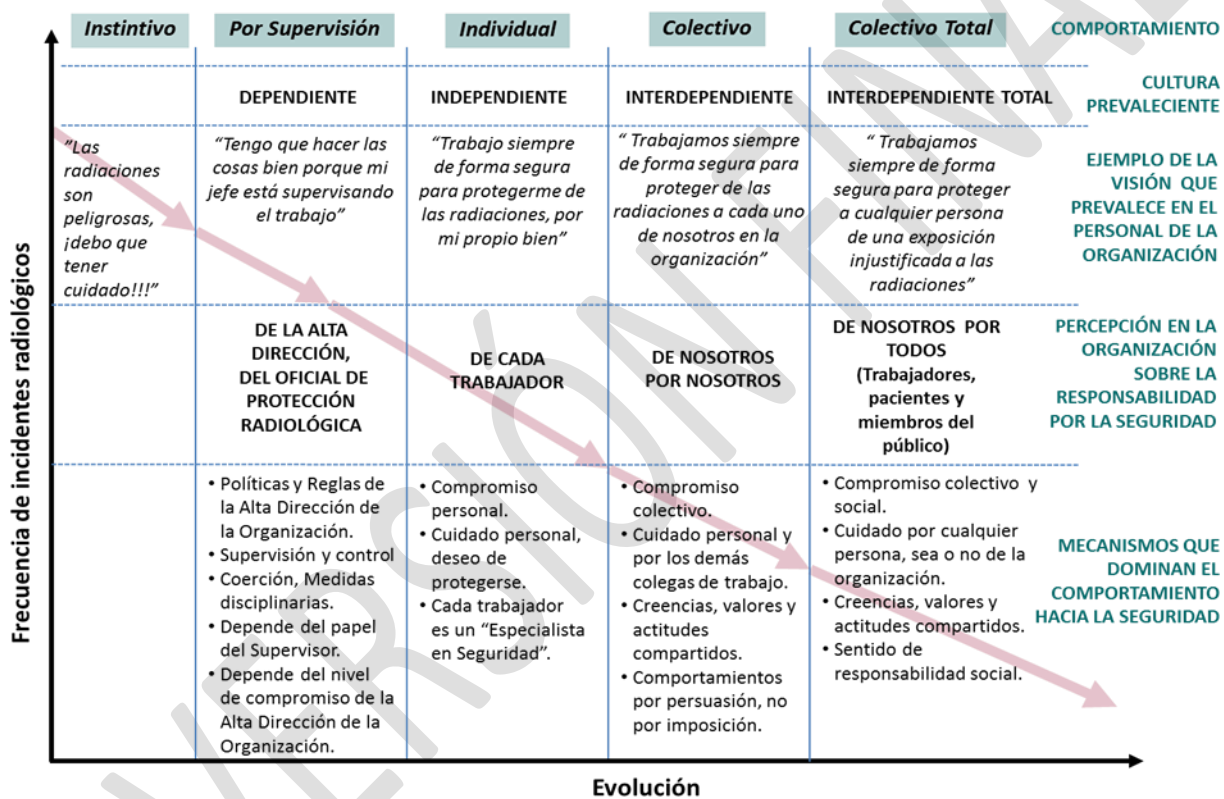 Instintivo
Por Supervisión
Individual
Colectivo
Colectivo Total
COMPORTAMIENTO
DEPENDIENTE
INDEPENDIENTE
INTERDEPENDIENTE
INTERDEPENDIENTE TOTAL
CULTURA
PREVALECIENTE
"Las
radiaciones
son
peligrosas,
¡debo que
tener
cuidado!!!"
"Tengo que hacer las
cosas bien porque mi
jefe está supervisando
el trabajo"
"Trabajo siempre
de forma segura
para protegerme de
las radiaciones, por
mi propio bien"
" Trabajamos siempre
de forma segura para
proteger de las
radiaciones a cada uno
de nosotros en la
organización"
" Trabajamos
siempre de forma
segura para proteger
a cualquier persona
de una exposición
injustificada a las
radiaciones"
EJEMPLO DE LA
VISIÓN QUE
PREVALECE EN EL
PERSONAL DE LA
ORGANIZACIÓN
DE LA ALTA
DIRECCIÓN,
DEL OFICIAL DE
PROTECCIÓN
RADIOLÓGICA
DE CADA
TRABAJADOR
DE NOSOTROS
POR NOSOTROS
DE NOSOTROS POR
TODOS
(Trabajadores,
pacientes y
miembros del
público)
PERCEPCIÓN EN LA
ORGANIZACIÓN
SOBRE LA
RESPONSABILIDAD
POR LA SEGURIDAD
• Políticas y Reglas de
la Alta Dirección de
la Organización.
• Supervisión y control
• Coerción, Medidas
disciplinarias.
• Depende del papel
del Supervisor.
• Depende del nivel
de compromiso de la
Alta Dirección de la
Organización.
• Compromiso
personal.
• Cuidado personal,
deseo de
protegerse.
• Cada trabajador
es un "Especialista
en Seguridad".
• Compromiso
colectivo.
• Cuidado personal y
por los demás
colegas de trabajo.
• Creencias, valores y
actitudes
compartidos.
• Comportamientos
por persuasión, no
por imposición.
• Compromiso colectivo y
social.
• Cuidado por cualquier
persona, sea o no de la
organización.
• Creencias, valores y
actitudes compartidos.
• Sentido de
responsabilidad social.
MECANISMOS QUE
DOMINAN EL
COMPORTAMIENTO
HACIA LA SEGURIDAD
Frecuencia de incidentes radiológicos
Evolución
VERSIÓN FINAL